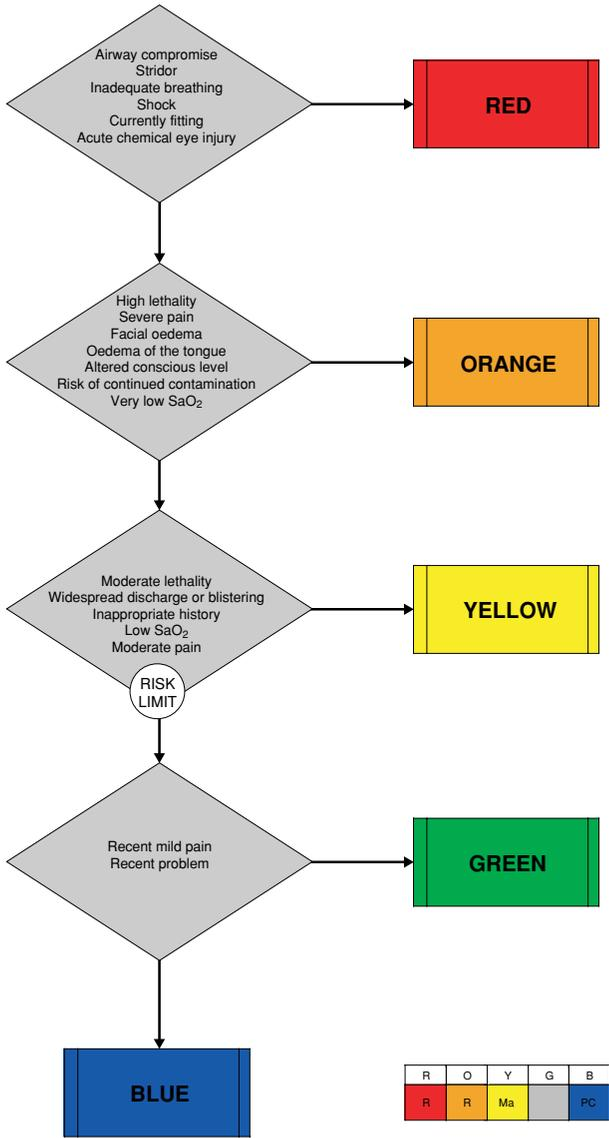 Airway compromise
Stridor
Inadequate breathing
Shock
Currently fitting
Acute chemical eye injury
RED
High lethality
Severe pain
Facial oedema
Oedema of the tongue
Altered conscious level
Risk of continued contamination
Very low SaO₂
ORANGE
Moderate lethality
Widespread discharge or blistering
Inappropriate history
Low SaO₂
Moderate pain
YELLOW
RISK
LIMIT
Recent mild pain
Recent problem
GREEN
BLUE
R O Y G B
R R Ma PC